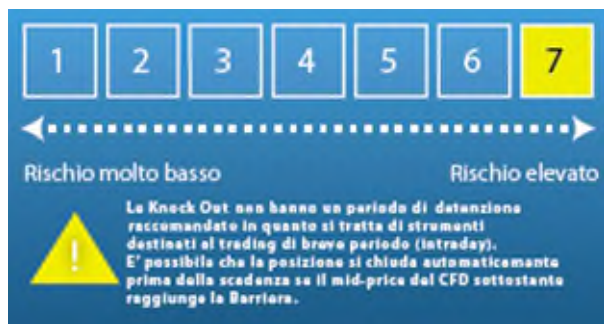 1 2 3 4 5 6 7
Rischio molto basso Rischio elevato
Le Knock Out non hanno un periodo di detenzione
raccomandato in quanto si tratta di strumenti
destinati al trading di breve periodo (intraday).
E' possibile che la posizione si chiuda automaticamente
prima della scadenza se il mid-price del CFD sottostante
raggiunge la Barriera.
!